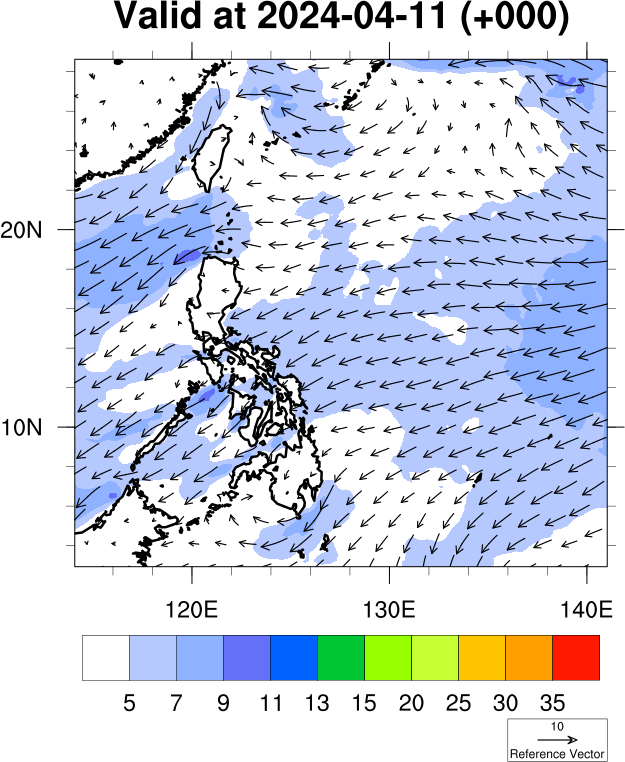 Valid at 2024-04-11 (+000)
20N
10N
120E 130E 140E
5 7 9 11 13 15 20 25 30 35
10
Reference Vector